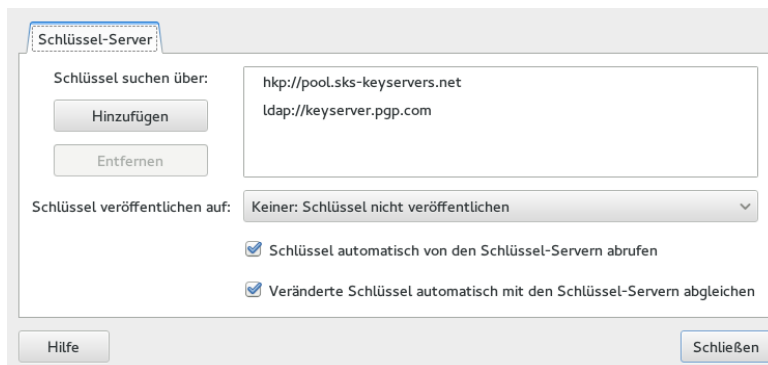 Schlüssel-Server
Schlüssel suchen über:
hkp://pool.sks-keyservers.net
ldap://keyserver.pgp.com
Hinzufügen
Entfernen
Schlüssel veröffentlichen auf:
Keiner: Schlüssel nicht veröffentlichen
Schlüssel automatisch von den Schlüssel-Servern abrufen
Veränderte Schlüssel automatisch mit den Schlüssel-Servern abgleichen
Hilfe
Schließen